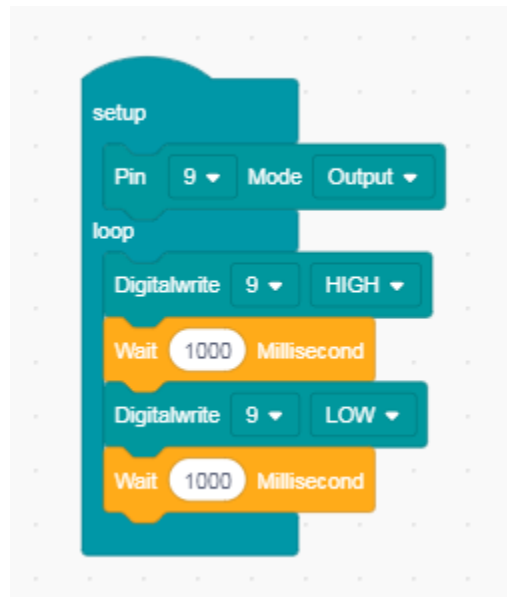 setup
Pin 9 Mode Output
loop
Digitalwrite 9 HIGH
Wait 1000 Millisecond
Digitalwrite 9 LOW
Wait 1000 Millisecond